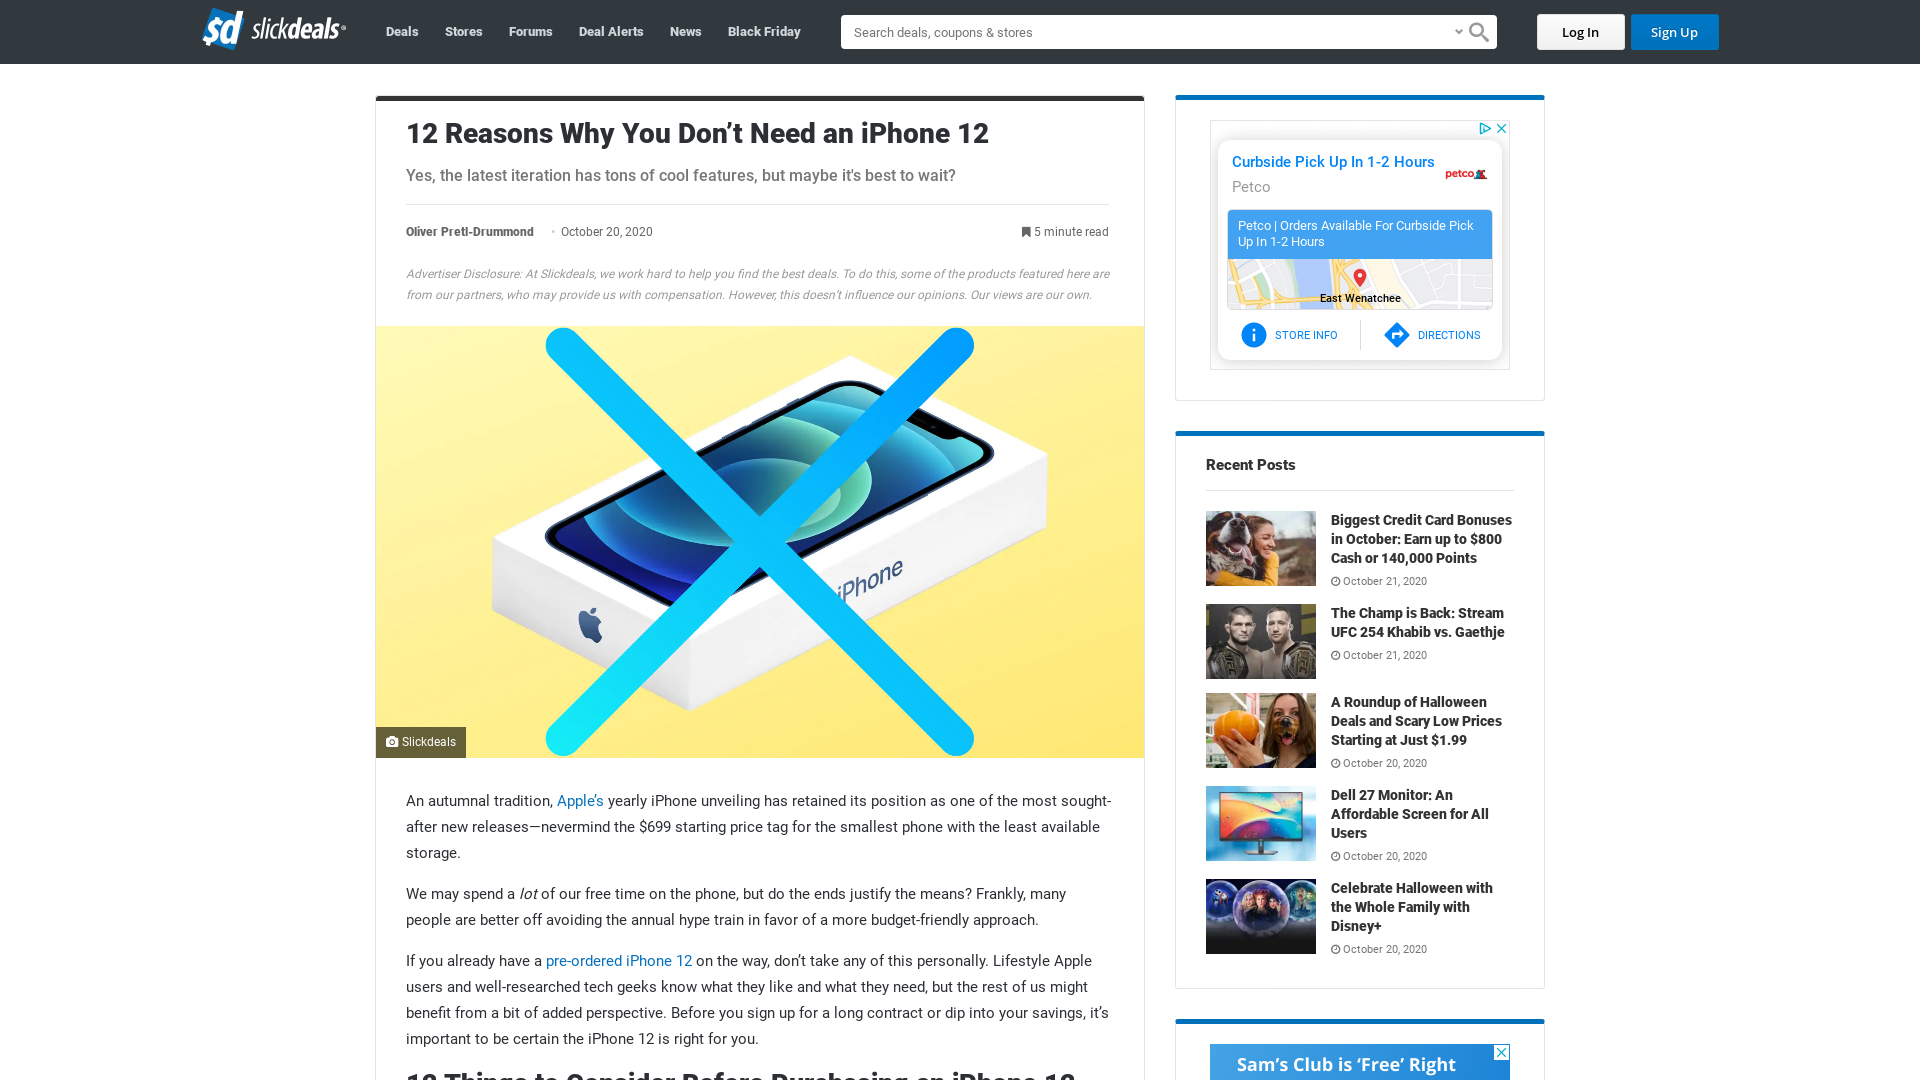 sd slickdeals
Deals
Stores
Forums
Deal Alerts
News
Black Friday
Search deals, coupons & stores
Log In
Sign Up
12 Reasons Why You Don’t Need an iPhone 12
Yes, the latest iteration has tons of cool features, but maybe it's best to wait?
Oliver Pretl-Drummond • October 20, 2020
5 minute read
Advertiser Disclosure: At Slickdeals, we work hard to help you find the best deals. To do this, some of the products featured here are
from our partners, who may provide us with compensation. However, this doesn’t influence our opinions. Our views are our own.
iPhone
Slickdeals
An autumnal tradition, Apple’s yearly iPhone unveiling has retained its position as one of the most sought-
after new releases—nevermind the $699 starting price tag for the smallest phone with the least available
storage.
We may spend a lot of our free time on the phone, but do the ends justify the means? Frankly, many
people are better off avoiding the annual hype train in favor of a more budget-friendly approach.
If you already have a pre-ordered iPhone 12 on the way, don’t take any of this personally. Lifestyle Apple
users and well-researched tech geeks know what they like and what they need, but the rest of us might
benefit from a bit of added perspective. Before you sign up for a long contract or dip into your savings, it’s
important to be certain the iPhone 12 is right for you.
12 Things to Consider Before Purchasing an iPhone 12
Curbside Pick Up In 1-2 Hours
Petco
petco
Petco | Orders Available For Curbside Pick
Up In 1-2 Hours
East Wenatchee
STORE INFO
DIRECTIONS
Recent Posts
Biggest Credit Card Bonuses
in October: Earn up to $800
Cash or 140,000 Points
October 21, 2020
The Champ is Back: Stream
UFC 254 Khabib vs. Gaethje
October 21, 2020
A Roundup of Halloween
Deals and Scary Low Prices
Starting at Just $1.99
October 20, 2020
Dell 27 Monitor: An
Affordable Screen for All
Users
October 20, 2020
Celebrate Halloween with
the Whole Family with
Disney+
October 20, 2020
Sam’s Club is ‘Free’ Right